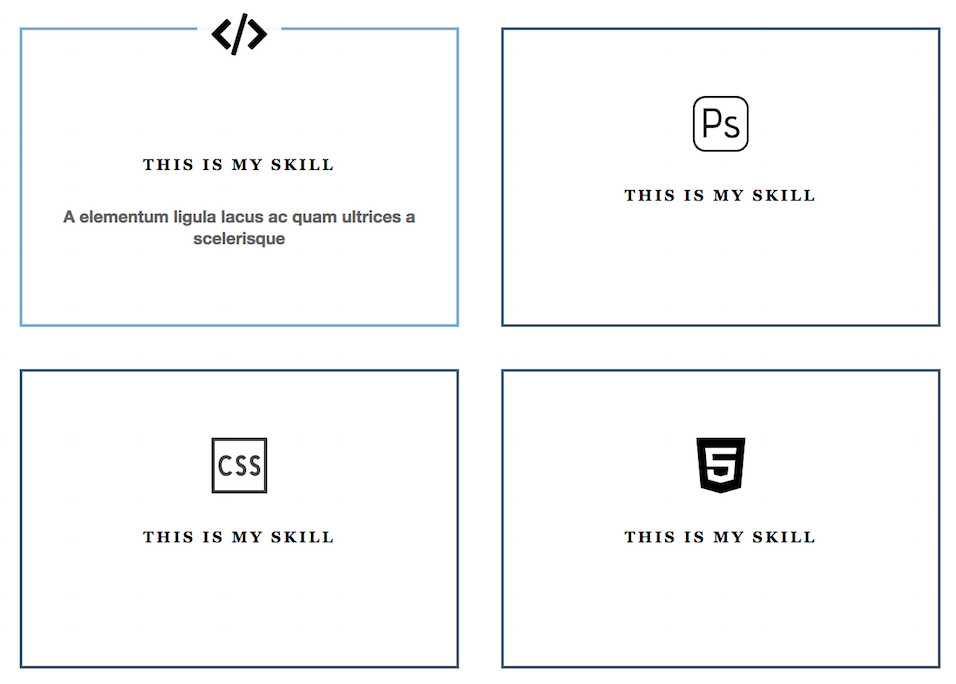 </>
THIS IS MY SKILL
A elementum ligula lacus ac quam ultrices a
scelerisque
Ps
THIS IS MY SKILL
CSS
THIS IS MY SKILL
5
THIS IS MY SKILL